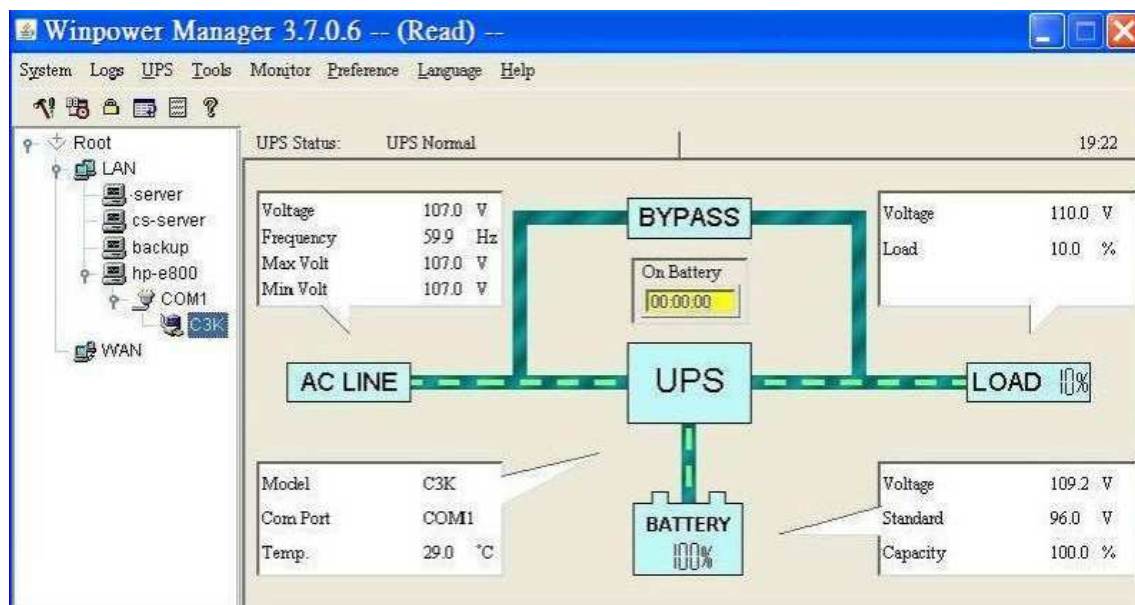 Winpower Manager 3.7.0.6 -- (Read) --
System Logs UPS Tools Monitor Preference Language Help
Root
LAN
server
cs-server
backup
hp-e800
COM1
C3K
WAN
UPS Status: UPS Normal 19:22
Voltage 107.0 V
Frequency 59.9 Hz
Max Volt 107.0 V
Min Volt 107.0 V
BYPASS
On Battery
00:00:00
Voltage 110.0 V
Load 10.0 %
AC LINE
UPS
LOAD 10%
Model C3K
Com Port COM1
Temp. 29.0 °C
BATTERY
100%
Voltage 109.2 V
Standard 96.0 V
Capacity 100.0 %